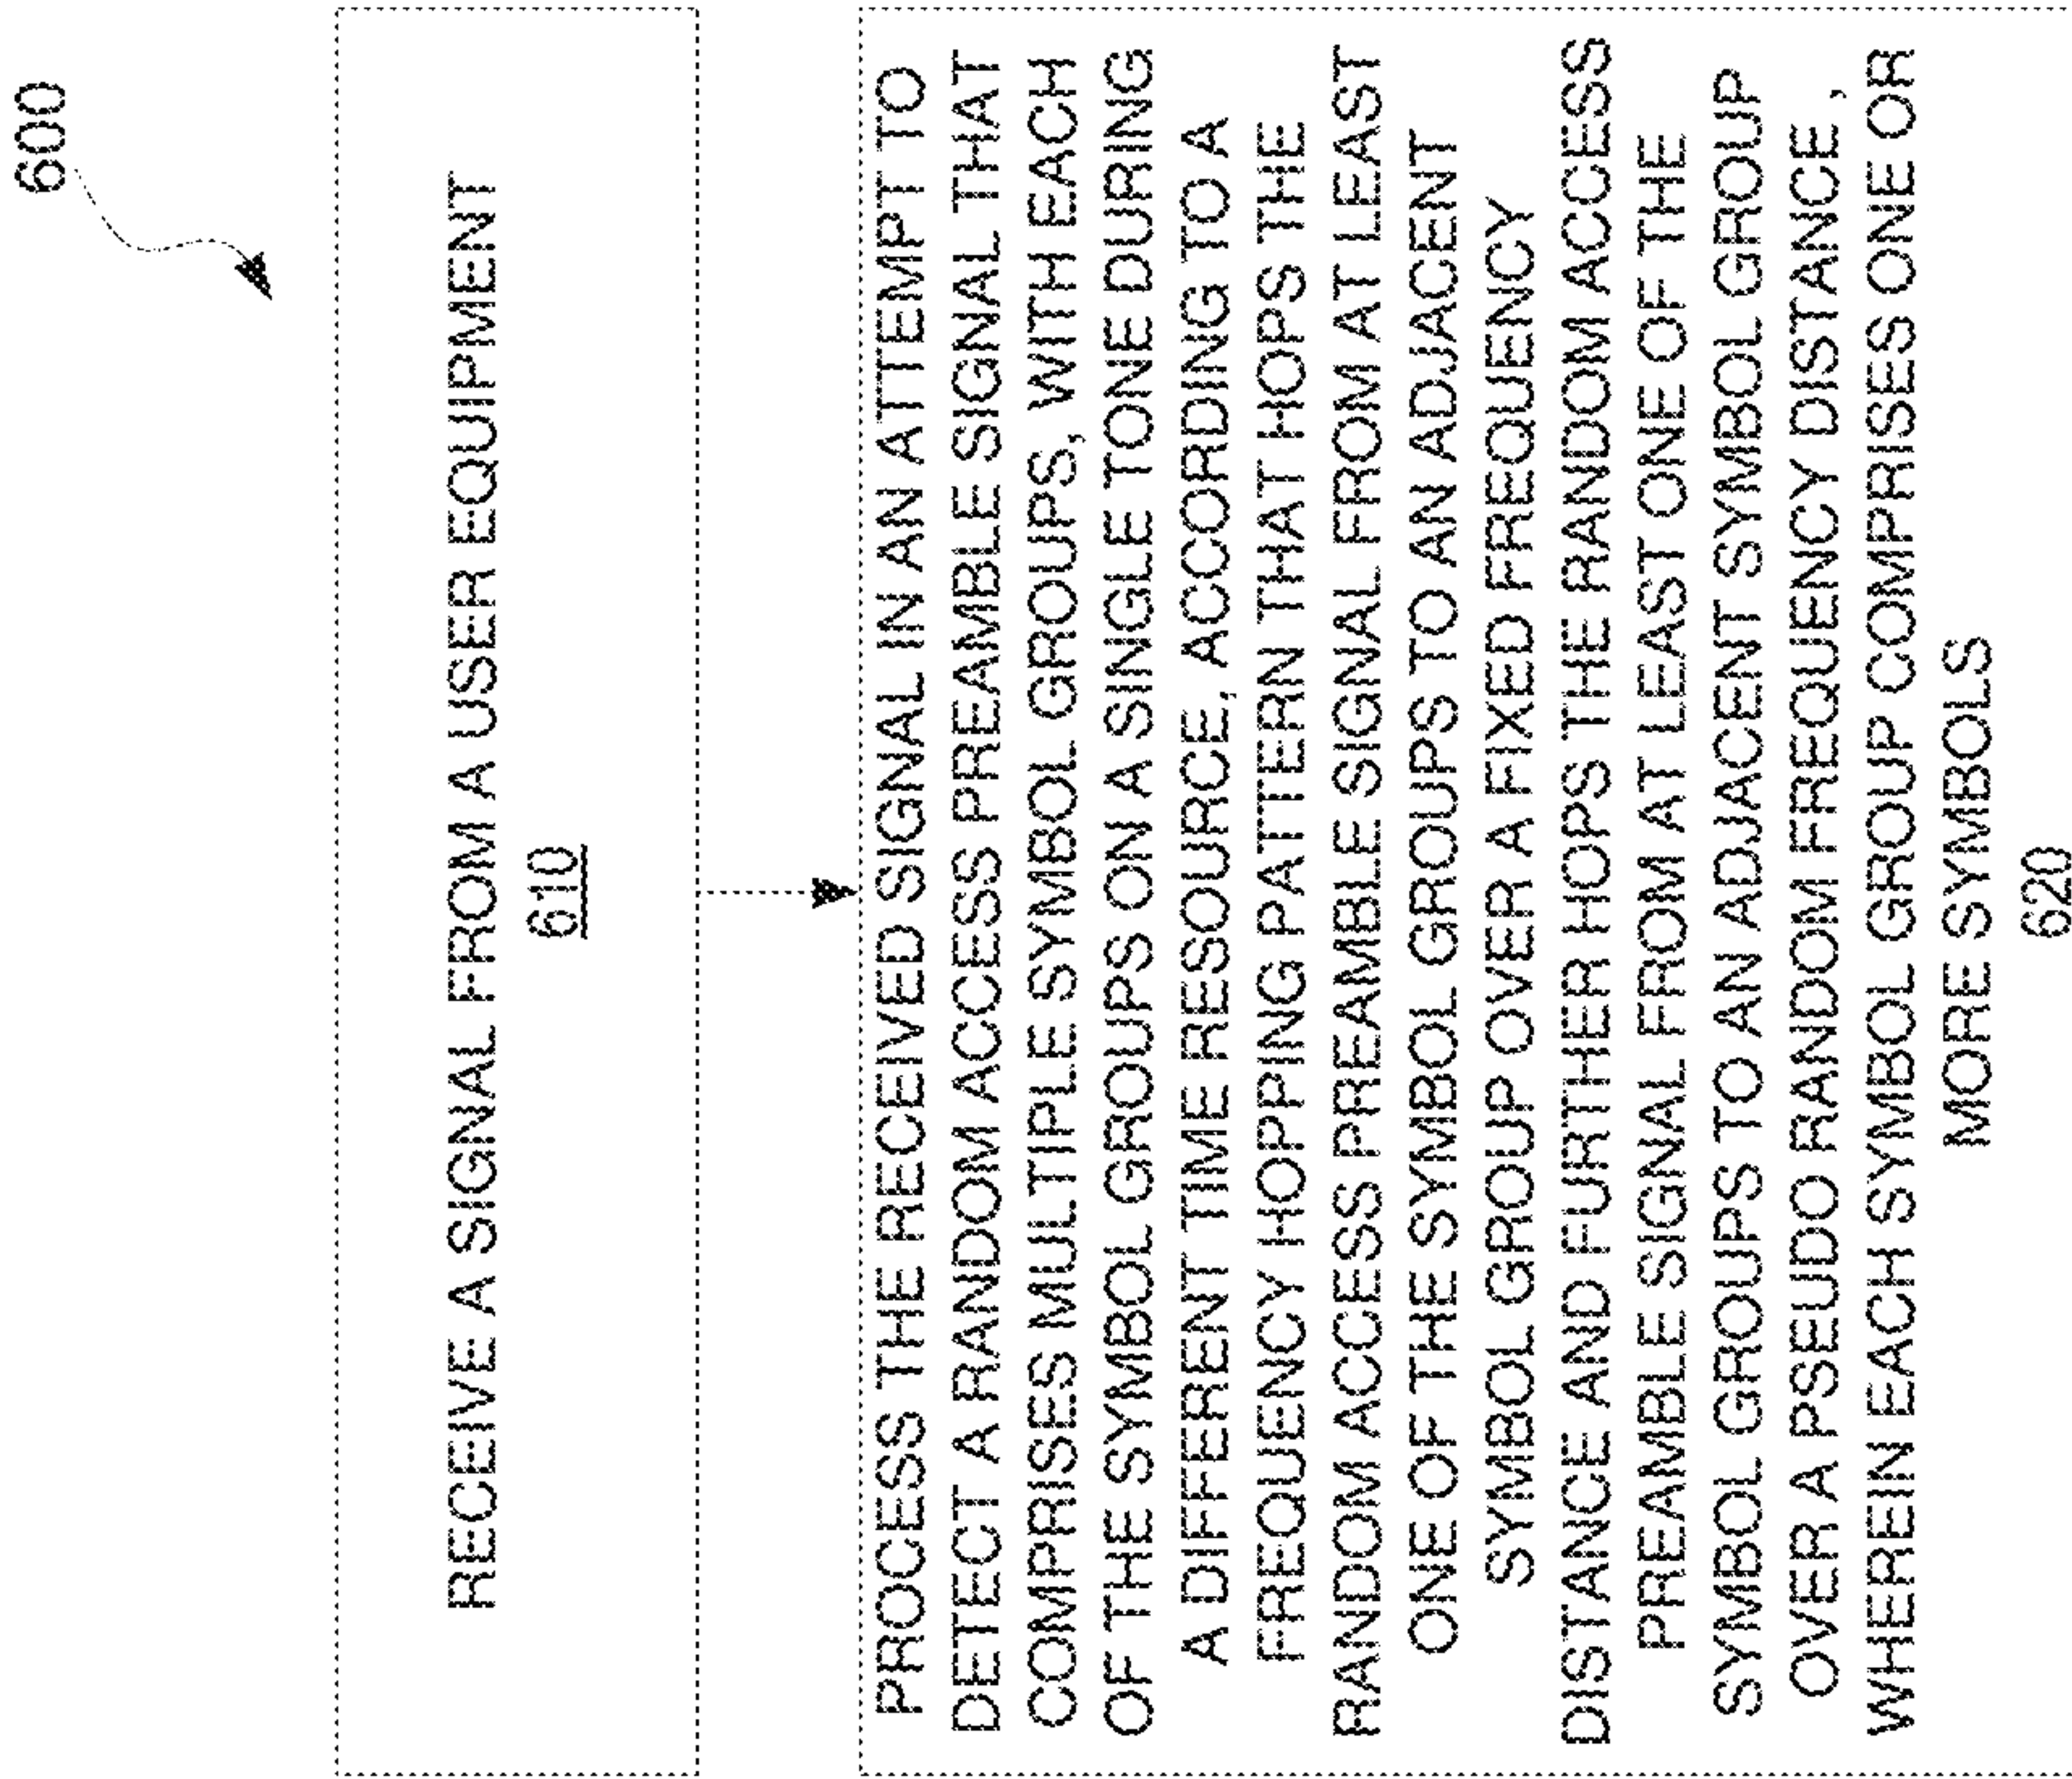 600
RECEIVE A SIGNAL FROM A USER EQUIPMENT
610
PROCESS THE RECEIVED SIGNAL IN AN ATTEMPT TO
DETECT A RANDOM ACCESS PREAMBLE SIGNAL THAT
COMPRISES MULTIPLE SYMBOL GROUPS, WITH EACH
OF THE SYMBOL GROUPS ON A SINGLE TONE DURING
A DIFFERENT TIME RESOURCE, ACCORDING TO A
FREQUENCY HOPPING PATTERN THAT HOPS THE
RANDOM ACCESS PREAMBLE SIGNAL FROM AT LEAST
ONE OF THE SYMBOL GROUPS TO AN ADJACENT
SYMBOL GROUP OVER A FIXED FREQUENCY
DISTANCE AND FURTHER HOPS THE RANDOM ACCESS
PREAMBLE SIGNAL FROM AT LEAST ONE OF THE
SYMBOL GROUPS TO AN ADJACENT SYMBOL GROUP
OVER A PSEUDO RANDOM FREQUENCY DISTANCE ,
WHEREIN EACH SYMBOL GROUP COMPRISES ONE OR
MORE SYMBOLS
620